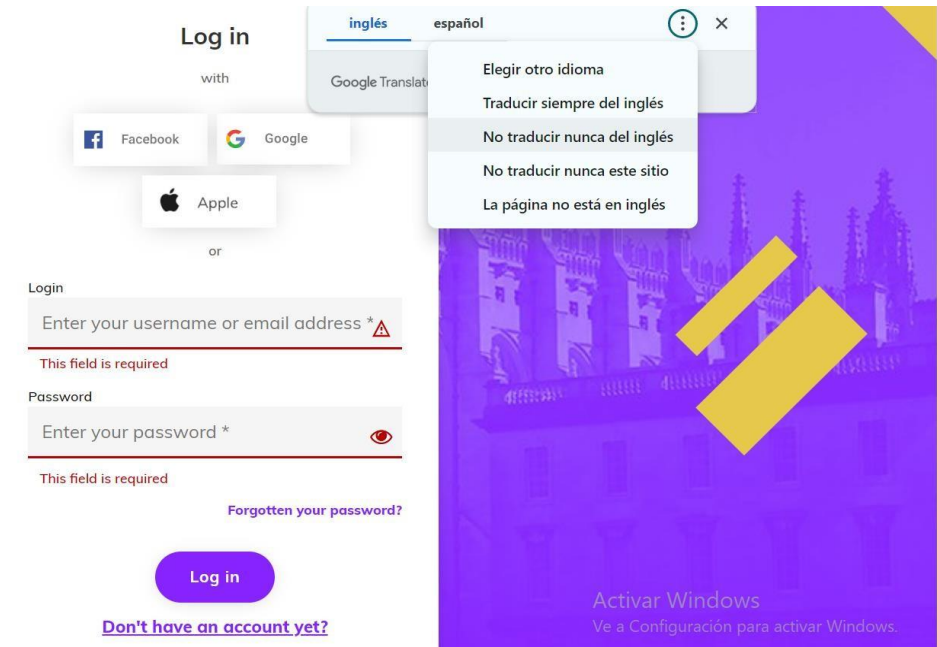 Log in
with
Facebook
Google
Apple
or
Login
Enter your username or email address *
This field is required
Password
Enter your password *
This field is required
Forgotten your password?
Log in
Don't have an account yet?
inglés español
Google Translate
Elegir otro idioma
Traducir siempre del inglés
No traducir nunca del inglés
No traducir nunca este sitio
La página no está en inglés
Activar Windows
Ve a Configuración para activar Windows.